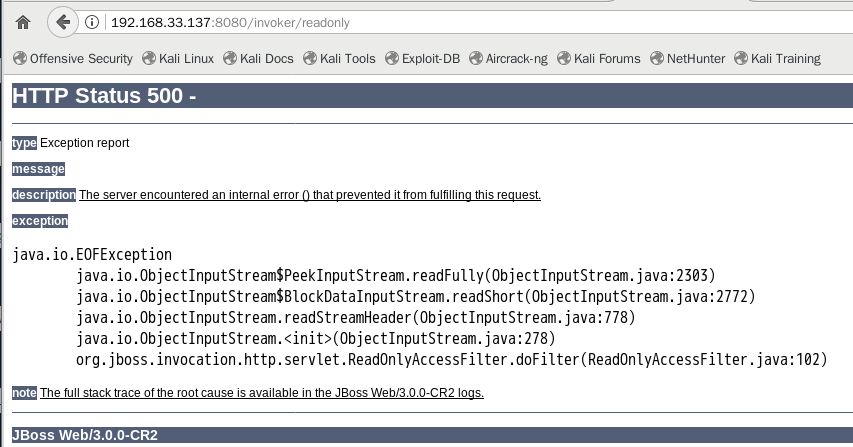 192.168.33.137:8080/invoker/readonly
Offensive Security Kali Linux Kali Docs Kali Tools Exploit-DB Aircrack-ng Kali Forums NetHunter Kali Training
HTTP Status 500 -
type Exception report
message
description The server encountered an internal error () that prevented it from fulfilling this request.
exception
java.io.EOFException
java.io.ObjectInputStream$PeekInputStream.readFully(ObjectInputStream.java:2303)
java.io.ObjectInputStream$BlockDataInputStream.readShort(ObjectInputStream.java:2772)
java.io.ObjectInputStream.readStreamHeader(ObjectInputStream.java:778)
java.io.ObjectInputStream.<init>(ObjectInputStream.java:278)
org.jboss.invocation.http.servlet.ReadOnlyAccessFilter.doFilter(ReadOnlyAccessFilter.java:102)
note The full stack trace of the root cause is available in the JBoss Web/3.0.0-CR2 logs.
JBoss Web/3.0.0-CR2